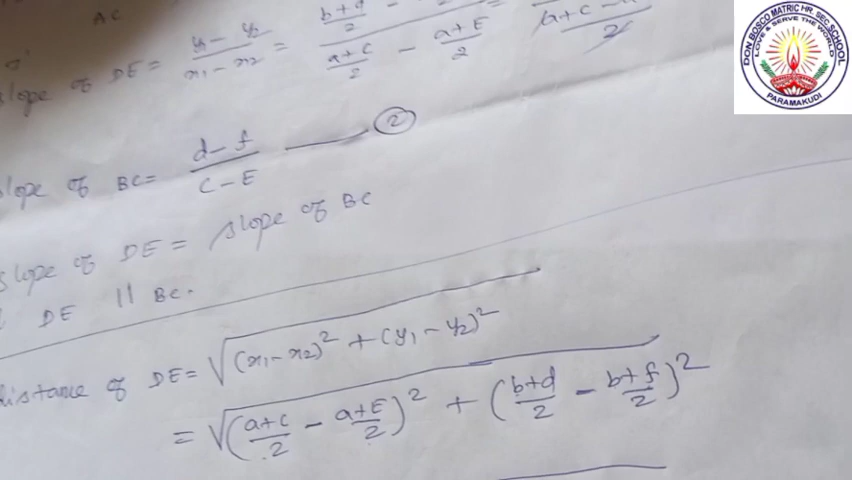 AC
slope of DE = y₁ - y₂ / x₁ - x₂ = b+d/2 - / a+c/2 - a+E/2 = / a+c - / 2
slope of BC = d - f / c - E —— ②
slope of DE = slope of BC
DE || BC.
Distance of DE = √(x₁ - x₂)² + (y₁ - y₂)²
= √(a+c/2 - a+E/2)² + (b+d/2 - b+f/2)²
DON BOSCO MATRIC HR. SEC. SCHOOL
LOVE & SERVE THE WORLD
PARAMAKUDI